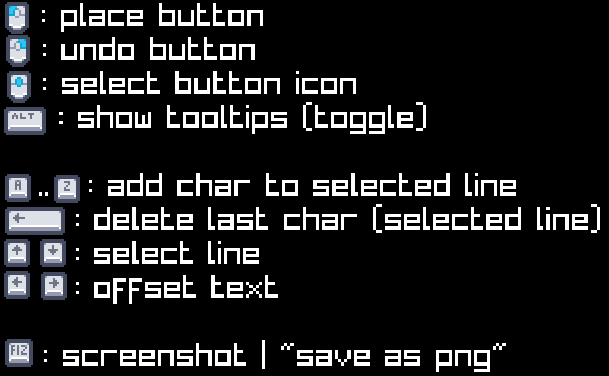 : place button
: undo button
: select button icon
ALT : show tooltips (toggle)
A .. Z : add char to selected line
← : delete last char (selected line)
↑ ↓ : select line
← → : offset text
F12 : screenshot | "save as png"